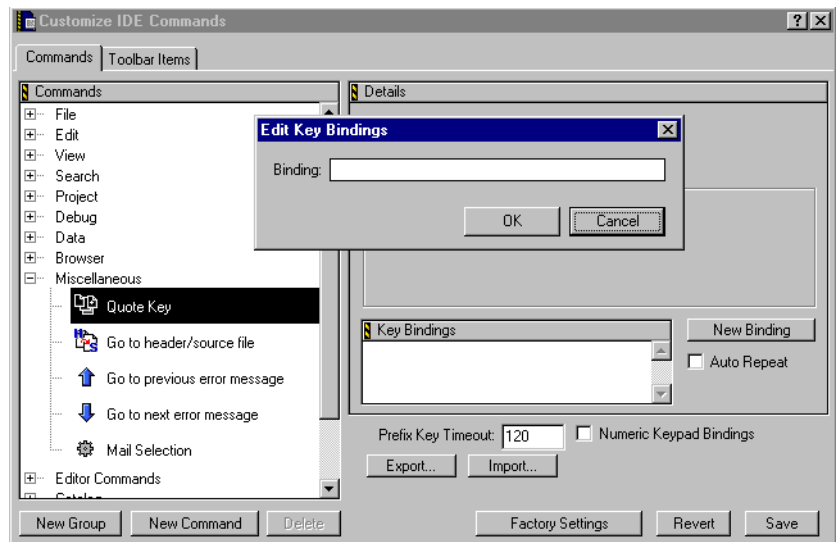 Customize IDE Commands
Commands
Toolbar Items
Commands
Details
File
Edit
View
Search
Project
Debug
Data
Browser
Miscellaneous
Quote Key
Go to header/source file
Go to previous error message
Go to next error message
Mail Selection
Editor Commands
Edit Key Bindings
Binding:
OK
Cancel
Key Bindings
New Binding
Auto Repeat
Prefix Key Timeout: 120
Numeric Keypad Bindings
Export...
Import...
New Group
New Command
Delete
Factory Settings
Revert
Save